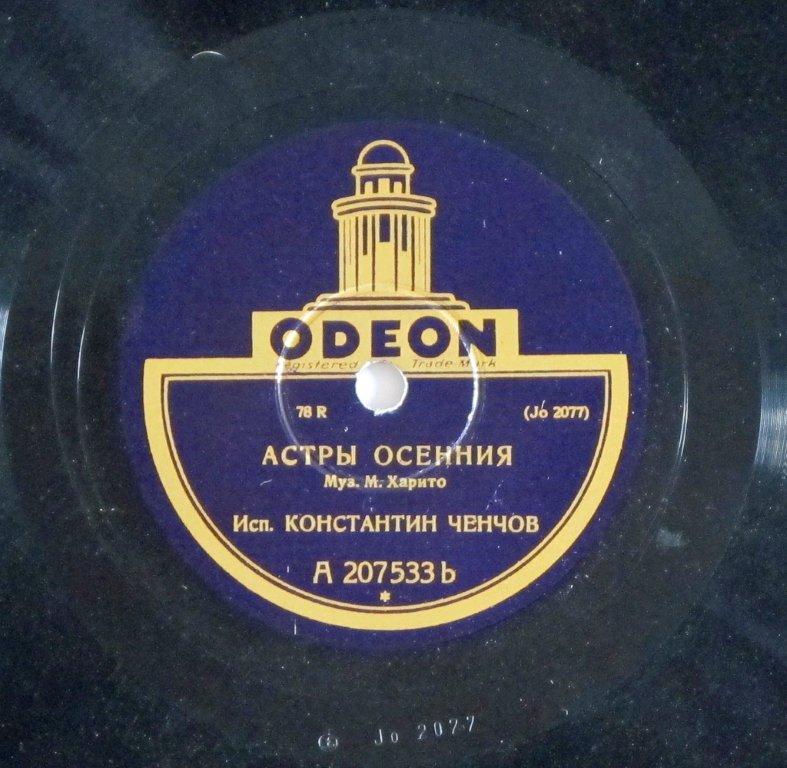 ODEON
Registered Trade Mark
78 R (Jo 2077)
АСТРЫ ОСЕННИЯ
Муз. М. Харито
Исп. КОНСТАНТИН ЧЕНЧОВ
A 207533 b
*
Jo 2077